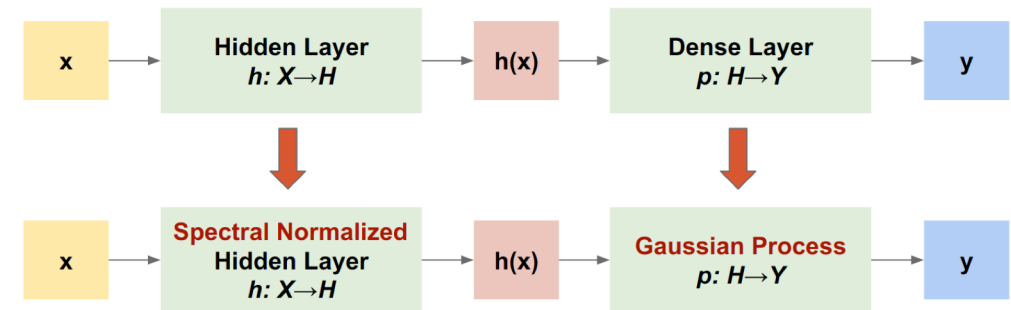 x
Hidden Layer
h: X→H
h(x)
Dense Layer
p: H→Y
y
x
Spectral Normalized
Hidden Layer
h: X→H
h(x)
Gaussian Process
p: H→Y
y